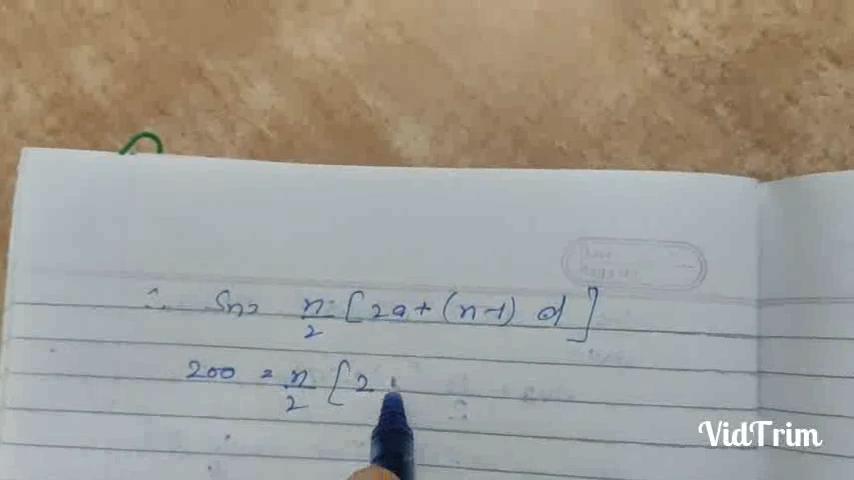 ∴ Sn = n/2 [2a + (n-1) d]
200 = n/2 [2
VidTrim